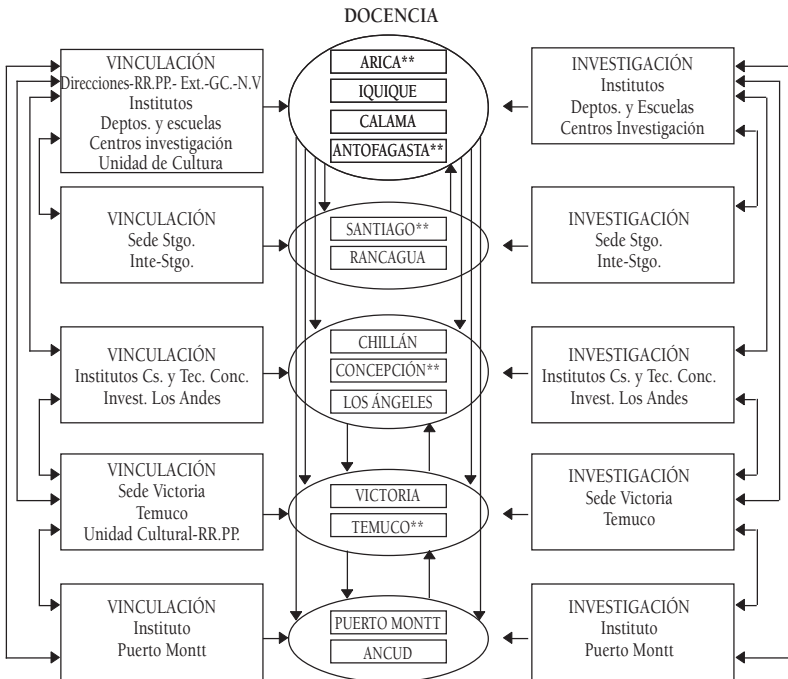 DOCENCIA
VINCULACIÓN
Direcciones-RR.PP.- Ext.-GC.-N.V
Institutos
Deptos. y escuelas
Centros investigación
Unidad de Cultura
ARICA**
IQUIQUE
CALAMA
ANTOFAGASTA**
INVESTIGACIÓN
Institutos
Deptos. y Escuelas
Centros Investigación
VINCULACIÓN
Sede Stgo.
Inte-Stgo.
SANTIAGO**
RANCAGUA
INVESTIGACIÓN
Sede Stgo.
Inte-Stgo.
VINCULACIÓN
Institutos Cs. y Tec. Conc.
Invest. Los Andes
CHILLÁN
CONCEPCIÓN**
LOS ÁNGELES
INVESTIGACIÓN
Institutos Cs. y Tec. Conc.
Invest. Los Andes
VINCULACIÓN
Sede Victoria
Temuco
Unidad Cultural-RR.PP.
VICTORIA
TEMUCO**
INVESTIGACIÓN
Sede Victoria
Temuco
VINCULACIÓN
Instituto
Puerto Montt
PUERTO MONTT
ANCUD
INVESTIGACIÓN
Instituto
Puerto Montt